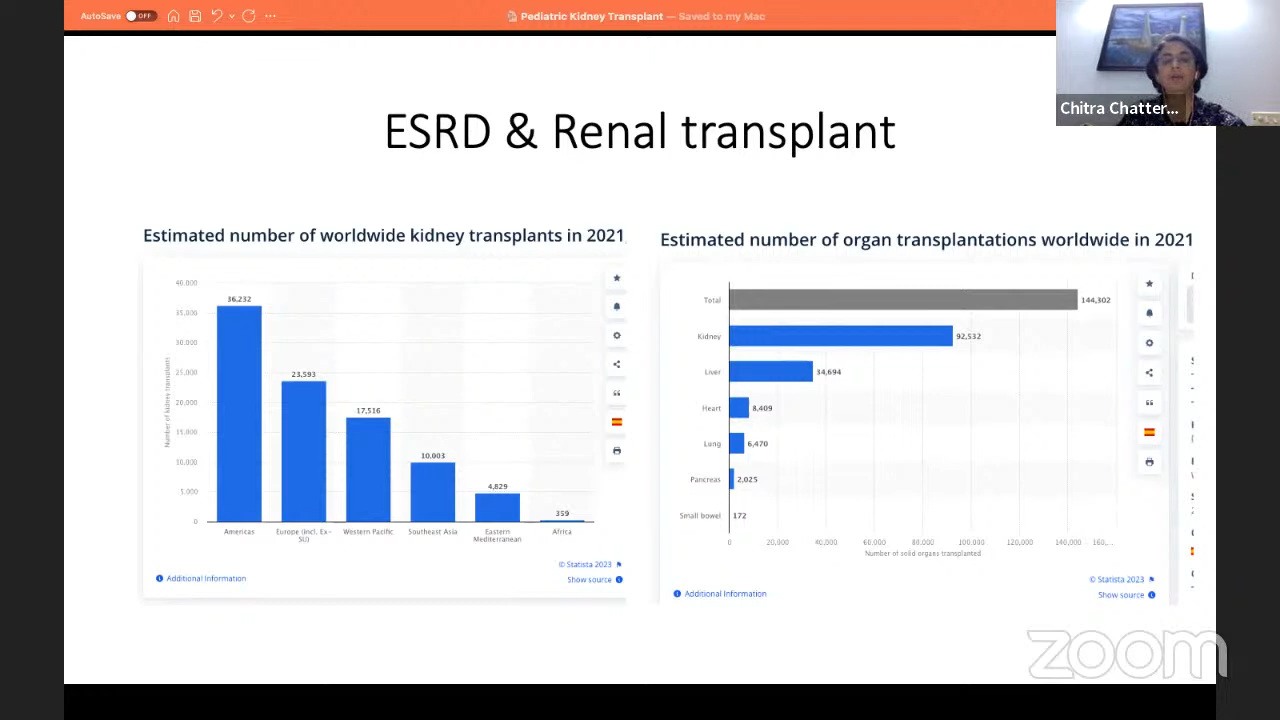 AutoSave OFF
Pediatric Kidney Transplant — Saved to my Mac
Chitra Chatter...
ESRD & Renal transplant
Estimated number of worldwide kidney transplants in 2021,
40,000
35,000
30,000
25,000
20,000
15,000
10,000
5,000
0
Number of kidney transplants
36,232
23,593
17,516
10,003
4,829
359
Americas
Europe (incl. Ex-
SU)
Western Pacific
Southeast Asia
Eastern
Mediterranean
Africa
© Statista 2023
Additional Information
Show source
Estimated number of organ transplantations worldwide in 2021
Total
144,302
Kidney
92,532
Liver
34,694
Heart
8,409
Lung
6,470
Pancreas
2,025
Small bowel
172
0 20,000 40,000 60,000 80,000 100,000 120,000 140,000 160,...
Number of solid organs transplanted
© Statista 2023
Additional Information
Show source
zoom